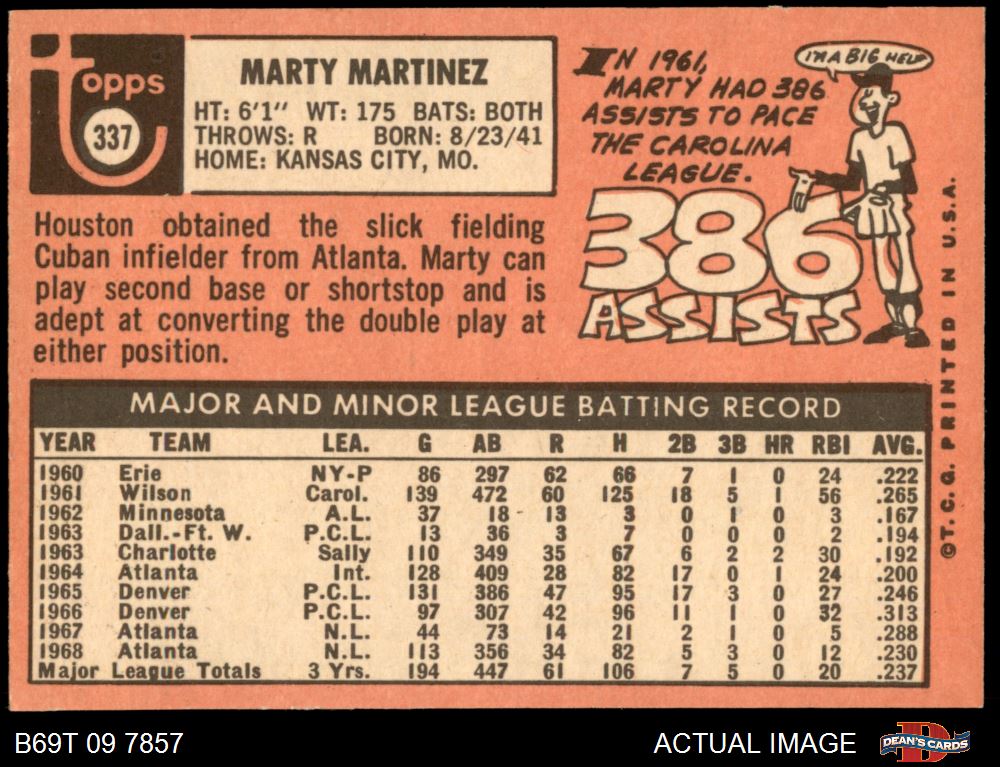 Topps
337
MARTY MARTINEZ
HT: 6'1" WT: 175 BATS: BOTH
THROWS: R BORN: 8/23/41
HOME: KANSAS CITY, MO.
Houston obtained the slick fielding
Cuban infielder from Atlanta. Marty can
play second base or shortstop and is
adept at converting the double play at
either position.
IN 1961,
MARTY HAD 386
ASSISTS TO PACE
THE CAROLINA
LEAGUE.
I'M A BIG HELP
386
ASSISTS
©T.C.G. PRINTED IN U.S.A.
MAJOR AND MINOR LEAGUE BATTING RECORD
YEAR TEAM LEA. G AB R H 2B 3B HR RBI AVG.
1960 Erie NY-P 86 297 62 66 7 1 0 24 .222
1961 Wilson Carol. 139 472 60 125 18 5 1 56 .265
1962 Minnesota A.L. 37 18 13 3 0 1 0 3 .167
1963 Dall.-Ft. W. P.C.L. 13 36 3 7 0 0 0 2 .194
1963 Charlotte Sally 110 349 35 67 6 2 2 30 .192
1964 Atlanta Int. 128 409 28 82 17 0 1 24 .200
1965 Denver P.C.L. 131 386 47 95 17 3 0 27 .246
1966 Denver P.C.L. 97 307 42 96 11 1 0 32 .313
1967 Atlanta N.L. 44 73 14 21 2 1 0 5 .288
1968 Atlanta N.L. 113 356 34 82 5 3 0 12 .230
Major League Totals 3 Yrs. 194 447 61 106 7 5 0 20 .237
B69T 09 7857
ACTUAL IMAGE
DEAN'S CARDS